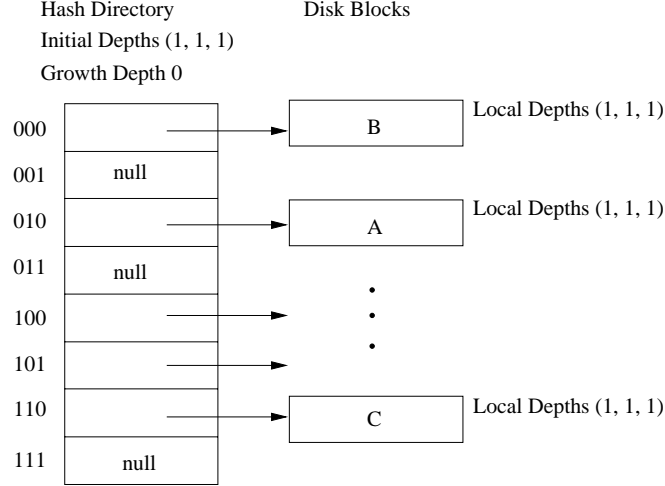 Hash Directory
Disk Blocks
Initial Depths (1, 1, 1)
Growth Depth 0
000
B
Local Depths (1, 1, 1)
001
null
010
A
Local Depths (1, 1, 1)
011
null
100
101
110
C
Local Depths (1, 1, 1)
111
null